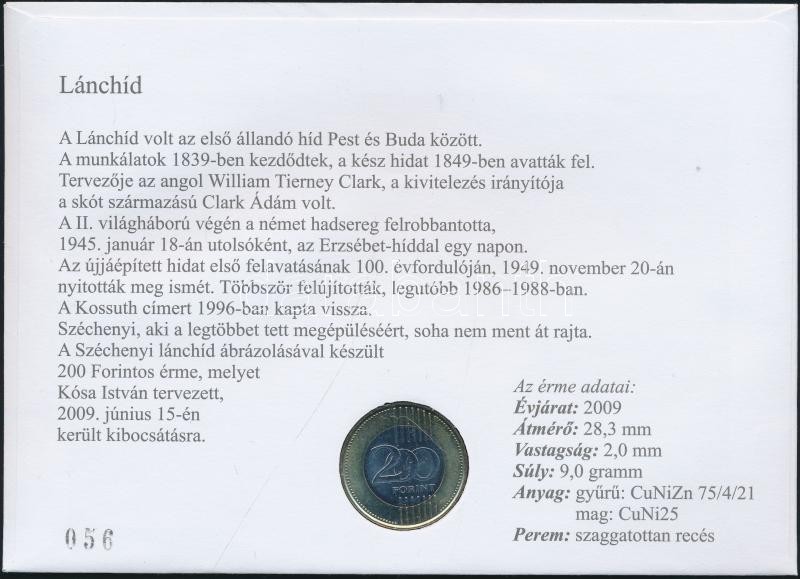 Lánchíd
A Lánchíd volt az első állandó híd Pest és Buda között.
A munkálatok 1839-ben kezdődtek, a kész hidat 1849-ben avatták fel.
Tervezője az angol William Tierney Clark, a kivitelezés irányítója
a skót származású Clark Ádám volt.
A II. világháború végén a német hadsereg felrobbantotta,
1945. január 18-án utolsóként, az Erzsébet-híddal egy napon.
Az újjáépített hidat első felavatásának 100. évfordulóján, 1949. november 20-án
nyitották meg ismét. Többször felújították, legutóbb 1986–1988-ban.
A Kossuth címert 1996-ban kapta vissza.
Széchenyi, aki a legtöbbet tett megépüléséért, soha nem ment át rajta.
A Széchenyi lánchíd ábrázolásával készült
200 Forintos érme, melyet
Kósa István tervezett,
2009. június 15-én
került kibocsátásra.
200
FORINT
Az érme adatai:
Évjárat: 2009
Átmérő: 28,3 mm
Vastagság: 2,0 mm
Súly: 9,0 gramm
Anyag: gyűrű: CuNiZn 75/4/21
mag: CuNi25
Perem: szaggatottan recés
056